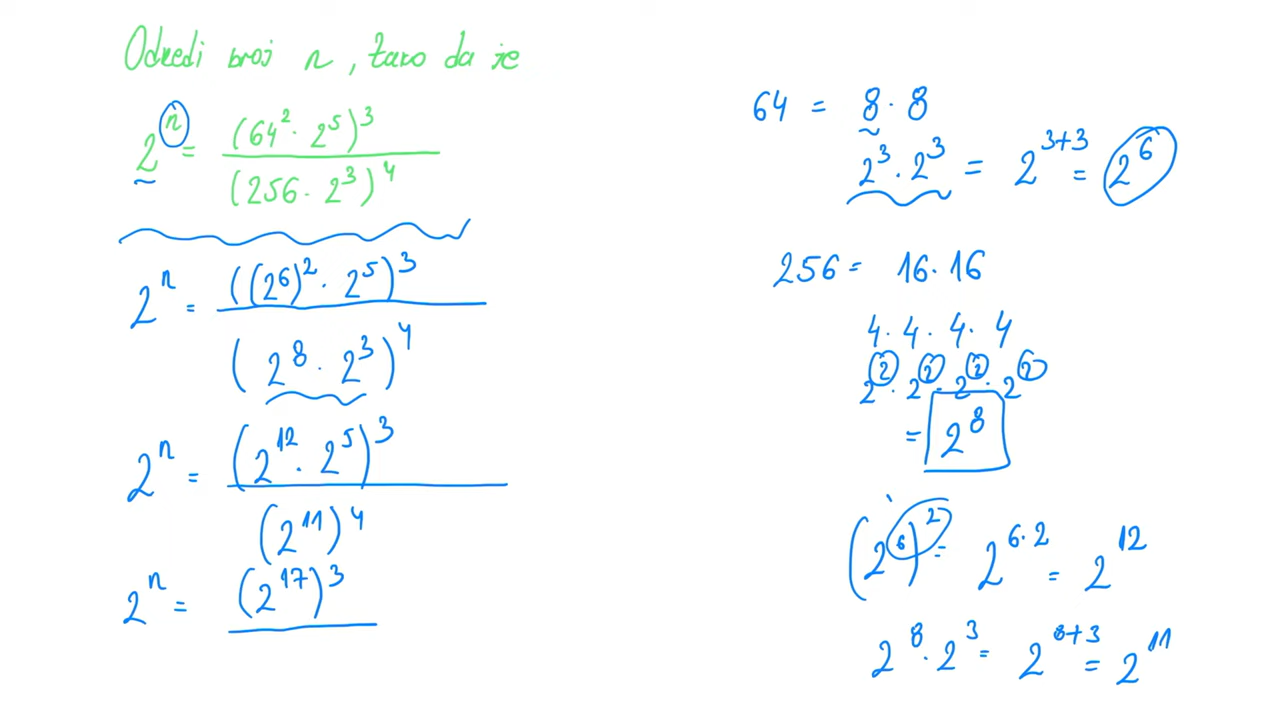 Odredi broj n, tako da je
2^n = (64^2 · 2^5)^3 / (256 · 2^3)^4
2^n = ((2^6)^2 · 2^5)^3 / (2^8 · 2^3)^4
2^n = (2^12 · 2^5)^3 / (2^11)^4
2^n = (2^17)^3
64 = 8 · 8
2^3 · 2^3 = 2^(3+3) = 2^6
256 = 16 · 16
4 · 4 · 4 · 4
2^2 · 2^2 · 2^2 · 2^2
= 2^8
(2^6)^2 = 2^(6·2) = 2^12
2^8 · 2^3 = 2^(8+3) = 2^11